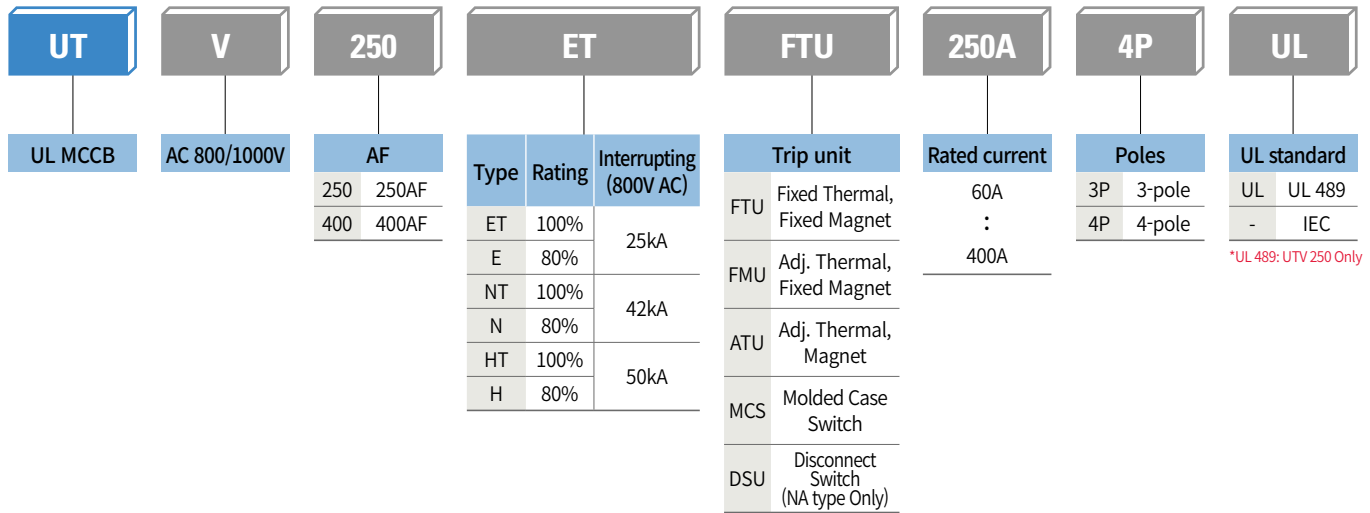 UT V 250 ET FTU 250A 4P UL
UL MCCB
AC 800/1000V
AF
250 250AF
400 400AF
Type Rating Interrupting
(800V AC)
ET 100%
25kA
E 80%
NT 100%
42kA
N 80%
HT 100%
50kA
H 80%
Trip unit
FTU Fixed Thermal,
Fixed Magnet
FMU Adj. Thermal,
Fixed Magnet
ATU Adj. Thermal,
Magnet
MCS Molded Case
Switch
DSU Disconnect
Switch
(NA type Only)
Rated current
60A
:
400A
Poles
3P 3-pole
4P 4-pole
UL standard
UL UL 489
- IEC
*UL 489: UTV 250 Only